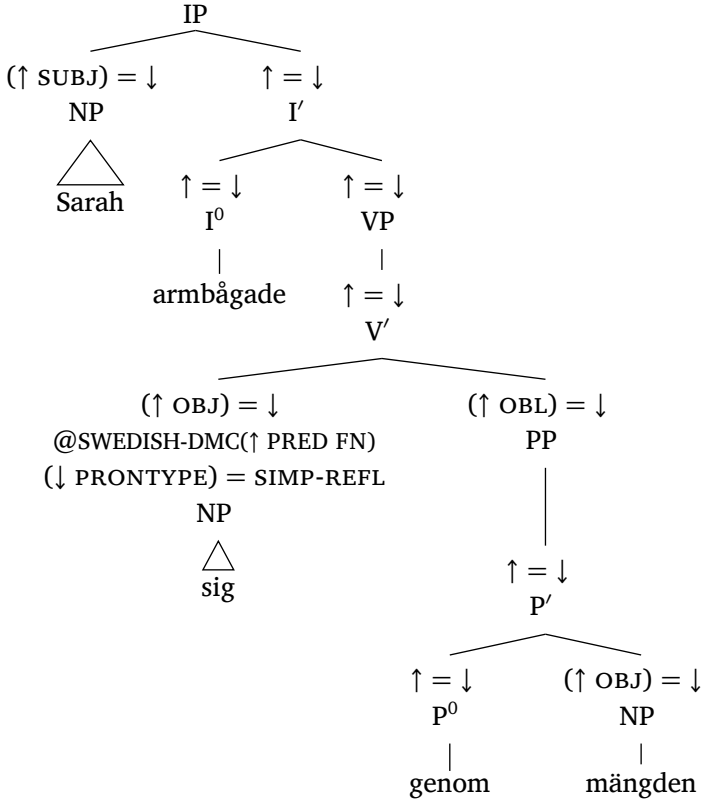 IP
(↑ SUBJ) = ↓ ↑ = ↓
NP I′
Sarah
↑ = ↓ ↑ = ↓
I⁰ VP
armbågade ↑ = ↓
V′
(↑ OBJ) = ↓ (↑ OBL) = ↓
@SWEDISH-DMC(↑ PRED FN) PP
(↓ PRONTYPE) = SIMP-REFL
NP
sig
↑ = ↓
P′
↑ = ↓ (↑ OBJ) = ↓
P⁰ NP
genom mängden